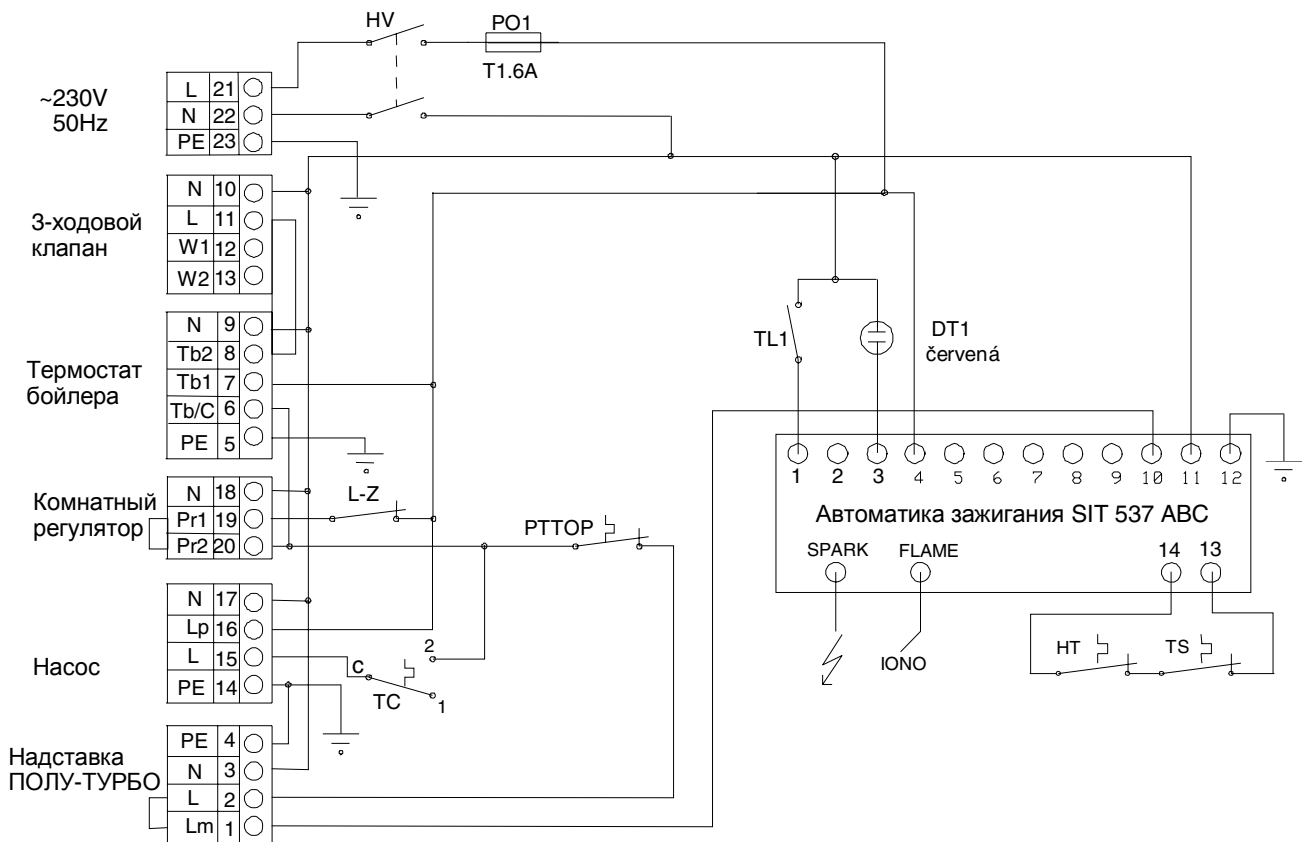 HV
PO1
T1.6A
~230V
50Hz
L 21
N 22
PE 23
3-ходовой
клапан
N 10
L 11
W1 12
W2 13
Термостат
бойлера
N 9
Tb2 8
Tb1 7
Tb/C 6
PE 5
TL1
DT1
červená
Комнатный
регулятор
N 18
Pr1 19
Pr2 20
L-Z
PTTOP
1 2 3 4 5 6 7 8 9 10 11 12
Автоматика зажигания SIT 537 ABC
SPARK FLAME 14 13
IONO
HT TS
Насос
N 17
Lp 16
L 15
PE 14
2
C
TC
1
Надставка
ПОЛУ-ТУРБО
PE 4
N 3
L 2
Lm 1